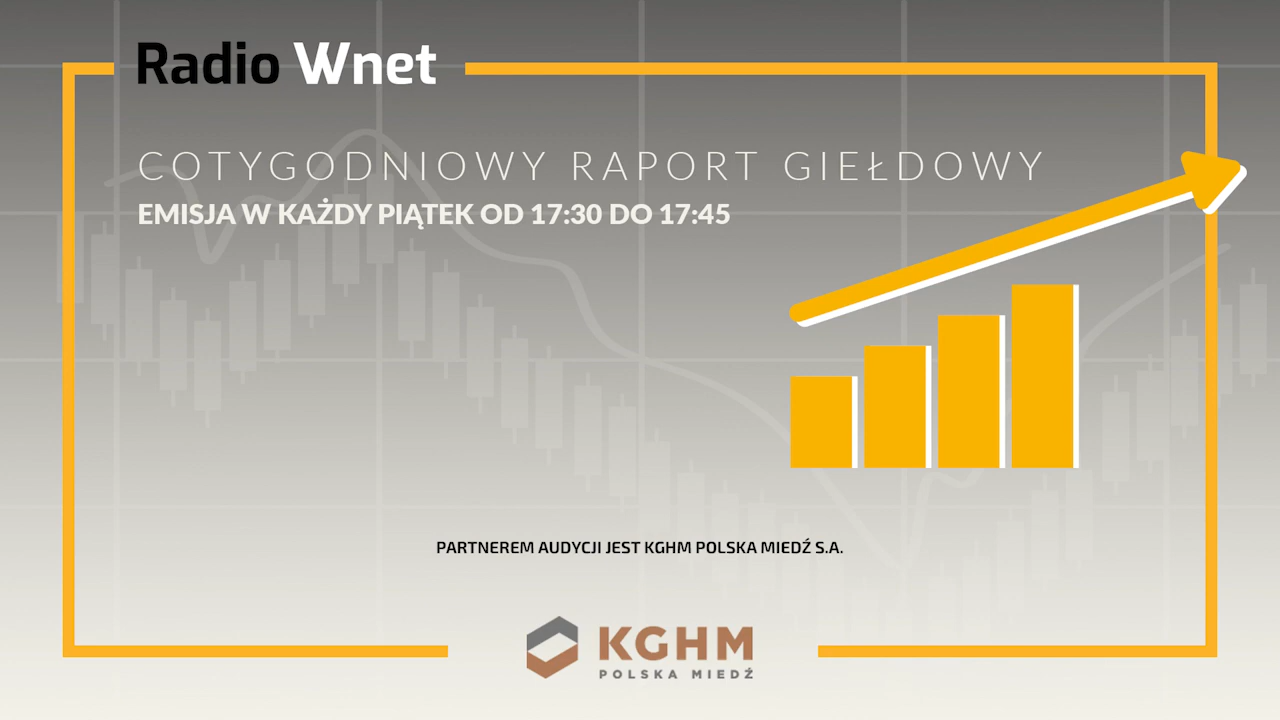 Radio Wnet
COTYGODNIOWY RAPORT GIEŁDOWY
EMISJA W KAŻDY PIĄTEK OD 17:30 DO 17:45
PARTNEREM AUDYCJI JEST KGHM POLSKA MIEDŹ S.A.
KGHM
POLSKA MIEDŹ